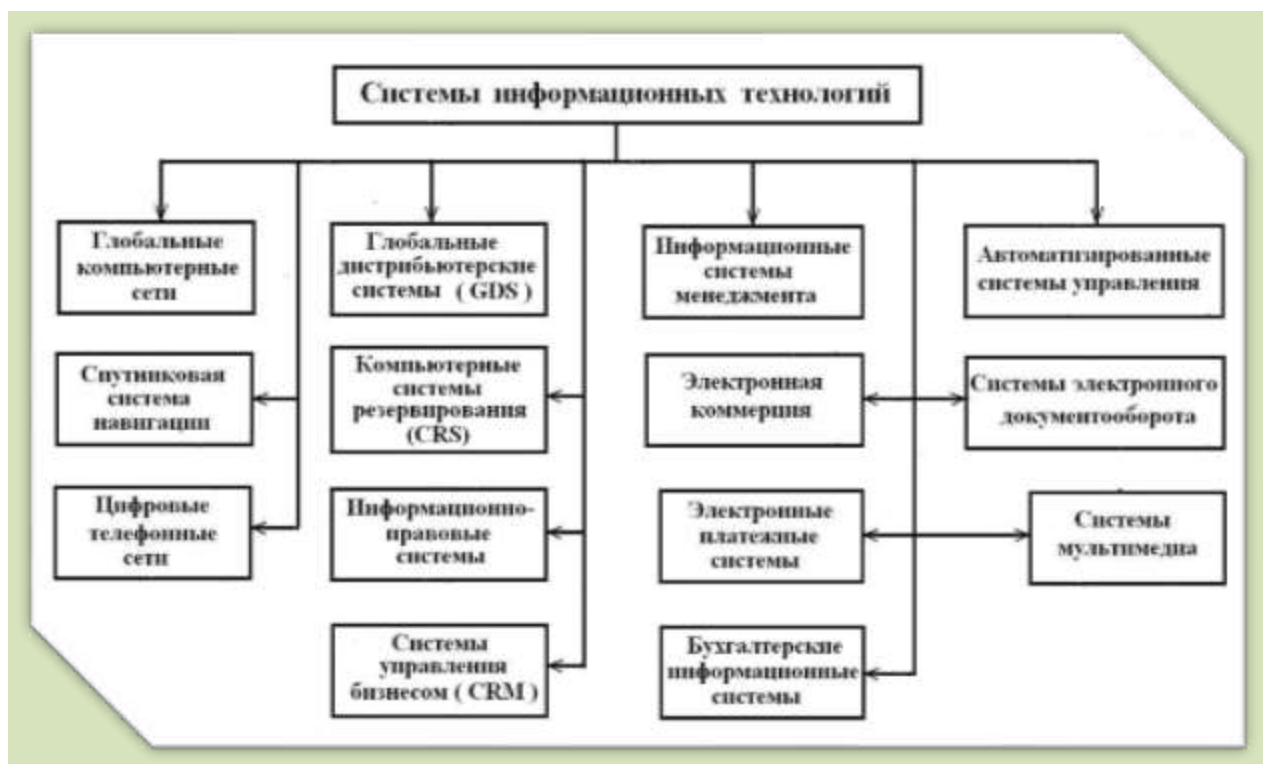 Системы информационных технологий
Глобальные
компьютерные
сети
Глобальные
дистрибьютерские
системы ( GDS )
Информационные
системы
менеджмента
Автоматизированные
системы управления
Спутниковая
система
навигации
Компьютерные
системы
резервирования
(CRS)
Электронная
коммерция
Системы электронного
документооборота
Цифровые
телефонные
сети
Информационно-
правовые
системы
Электронные
платежные
системы
Системы
мультимедиа
Системы
управления
бизнесом ( CRM )
Бухгалтерские
информационные
системы